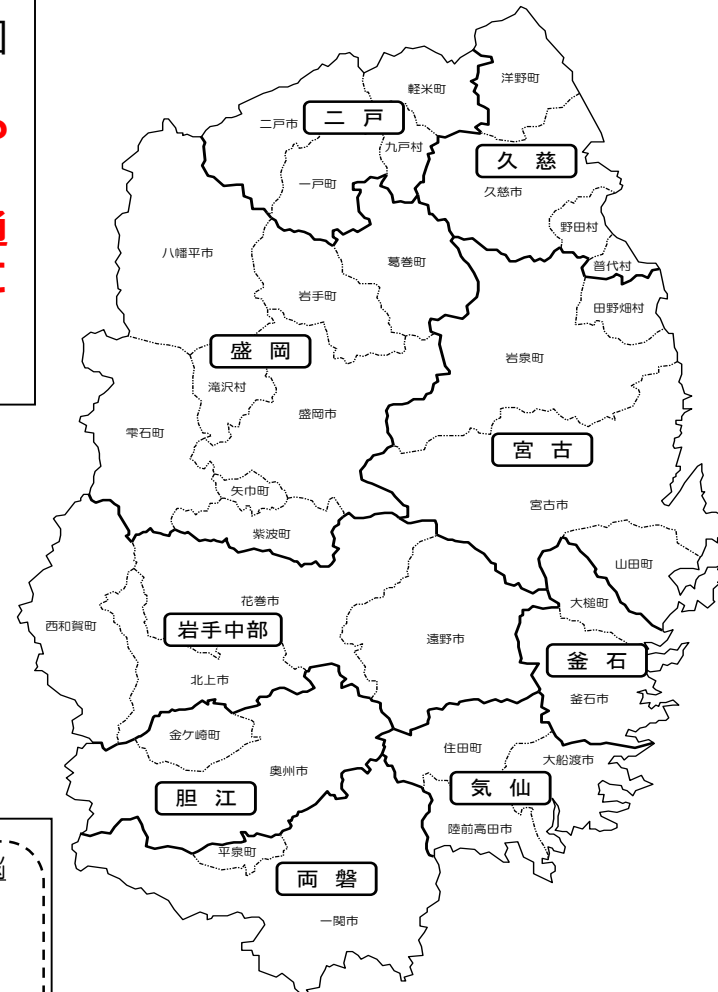 洋野町
軽米町
二戸市
二 戸
九戸村
久 慈
一戸町
久慈市
野田村
八幡平市
葛巻町
普代村
岩手町
田野畑村
盛 岡
岩泉町
滝沢村
盛岡市
雫石町
宮 古
矢巾町
宮古市
紫波町
山田町
花巻市
大槌町
西和賀町
岩手中部
遠野市
釜 石
北上市
釜石市
金ケ崎町
住田町
大船渡市
奥州市
胆 江
気 仙
陸前高田市
平泉町
両 磐
一関市